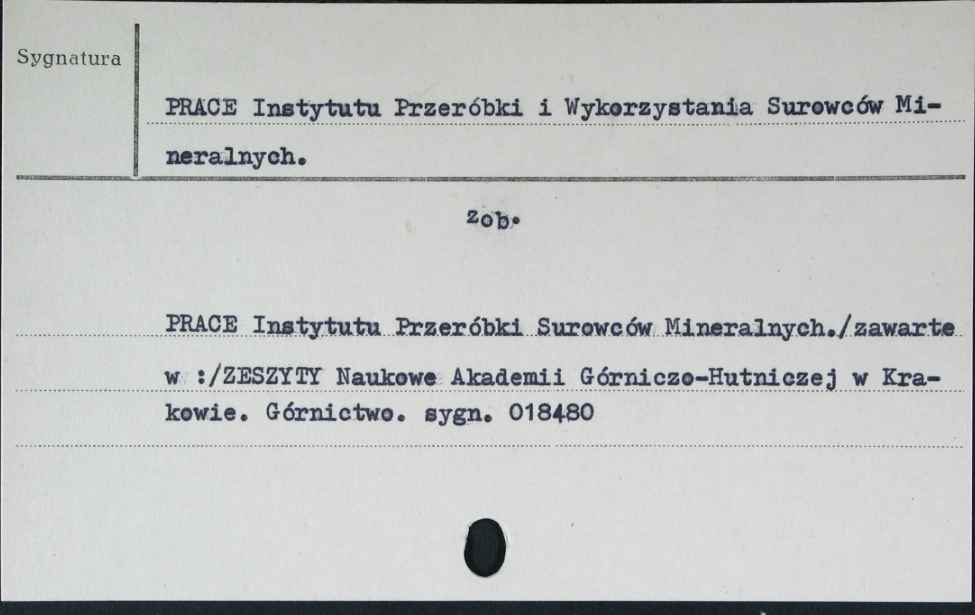 Sygnatura
PRACE Instytutu Przeróbki i Wykorzystania Surowców Mi-
neralnych.
zob.
PRACE Instytutu Przeróbki Surowców Mineralnych./zawarte
w :/ZESZYTY Naukowe Akademii Górniczo-Hutniczej w Kra-
kowie. Górnictwo. sygn. 018480